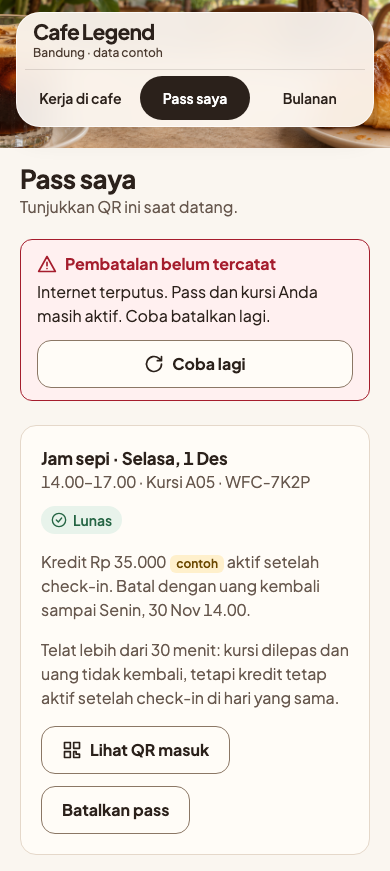 Cafe Legend
Bandung · data contoh
Kerja di cafe
Pass saya
Bulanan
Pass saya
Tunjukkan QR ini saat datang.
Pembatalan belum tercatat
Internet terputus. Pass dan kursi Anda
masih aktif. Coba batalkan lagi.
Coba lagi
Jam sepi · Selasa, 1 Des
14.00–17.00 · Kursi A05 · WFC-7K2P
Lunas
Kredit Rp 35.000 contoh aktif setelah
check-in. Batal dengan uang kembali
sampai Senin, 30 Nov 14.00.
Telat lebih dari 30 menit: kursi dilepas dan
uang tidak kembali, tetapi kredit tetap
aktif setelah check-in di hari yang sama.
Lihat QR masuk
Batalkan pass